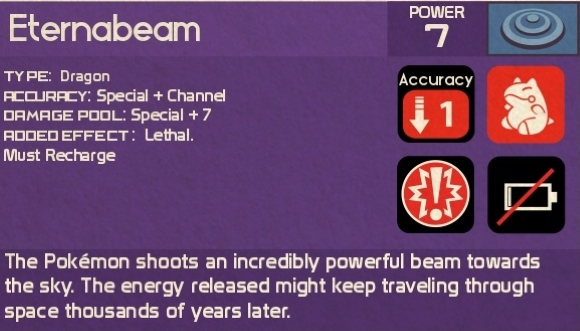 Eternabeam
POWER
7
TYPE: Dragon
ACCURACY: Special + Channel
DAMAGE POOL: Special + 7
ADDED EFFECT: Lethal.
Must Recharge
Accuracy
1
The Pokémon shoots an incredibly powerful beam towards
the sky. The energy released might keep traveling through
space thousands of years later.